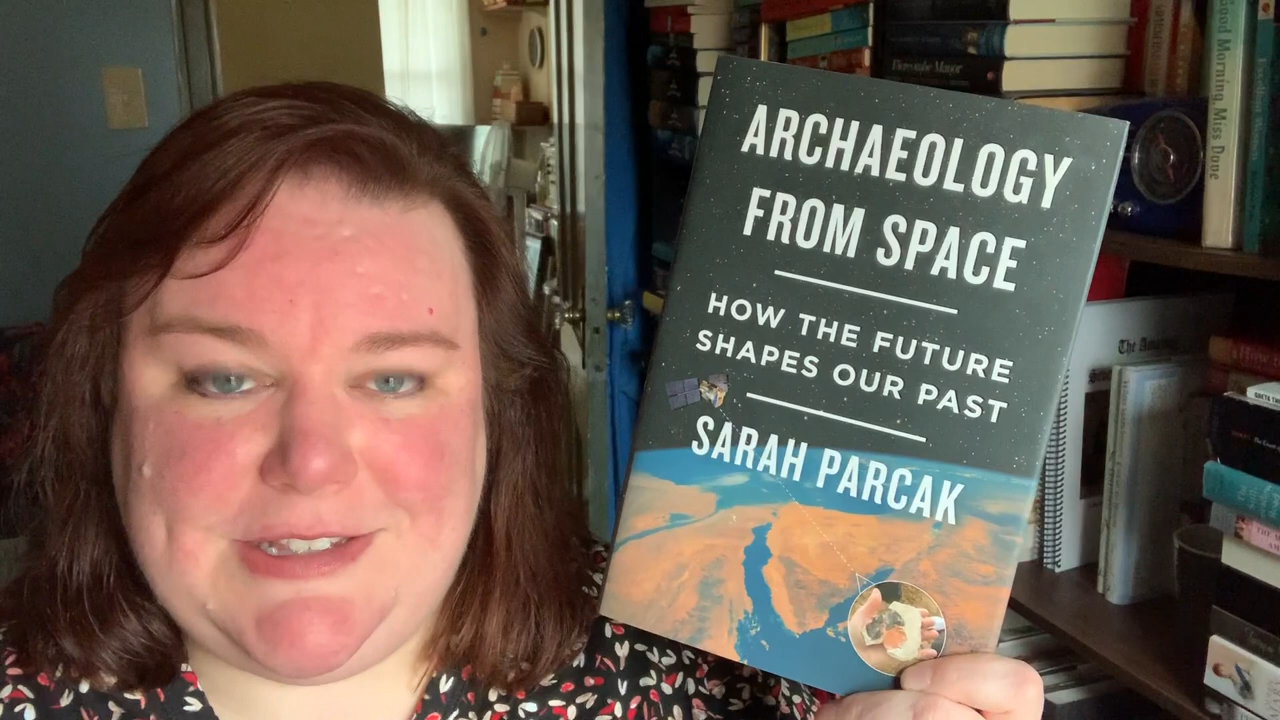 ARCHAEOLOGY
FROM SPACE
HOW THE FUTURE
SHAPES OUR PAST
SARAH PARCAK
Good Morning, Miss Dove